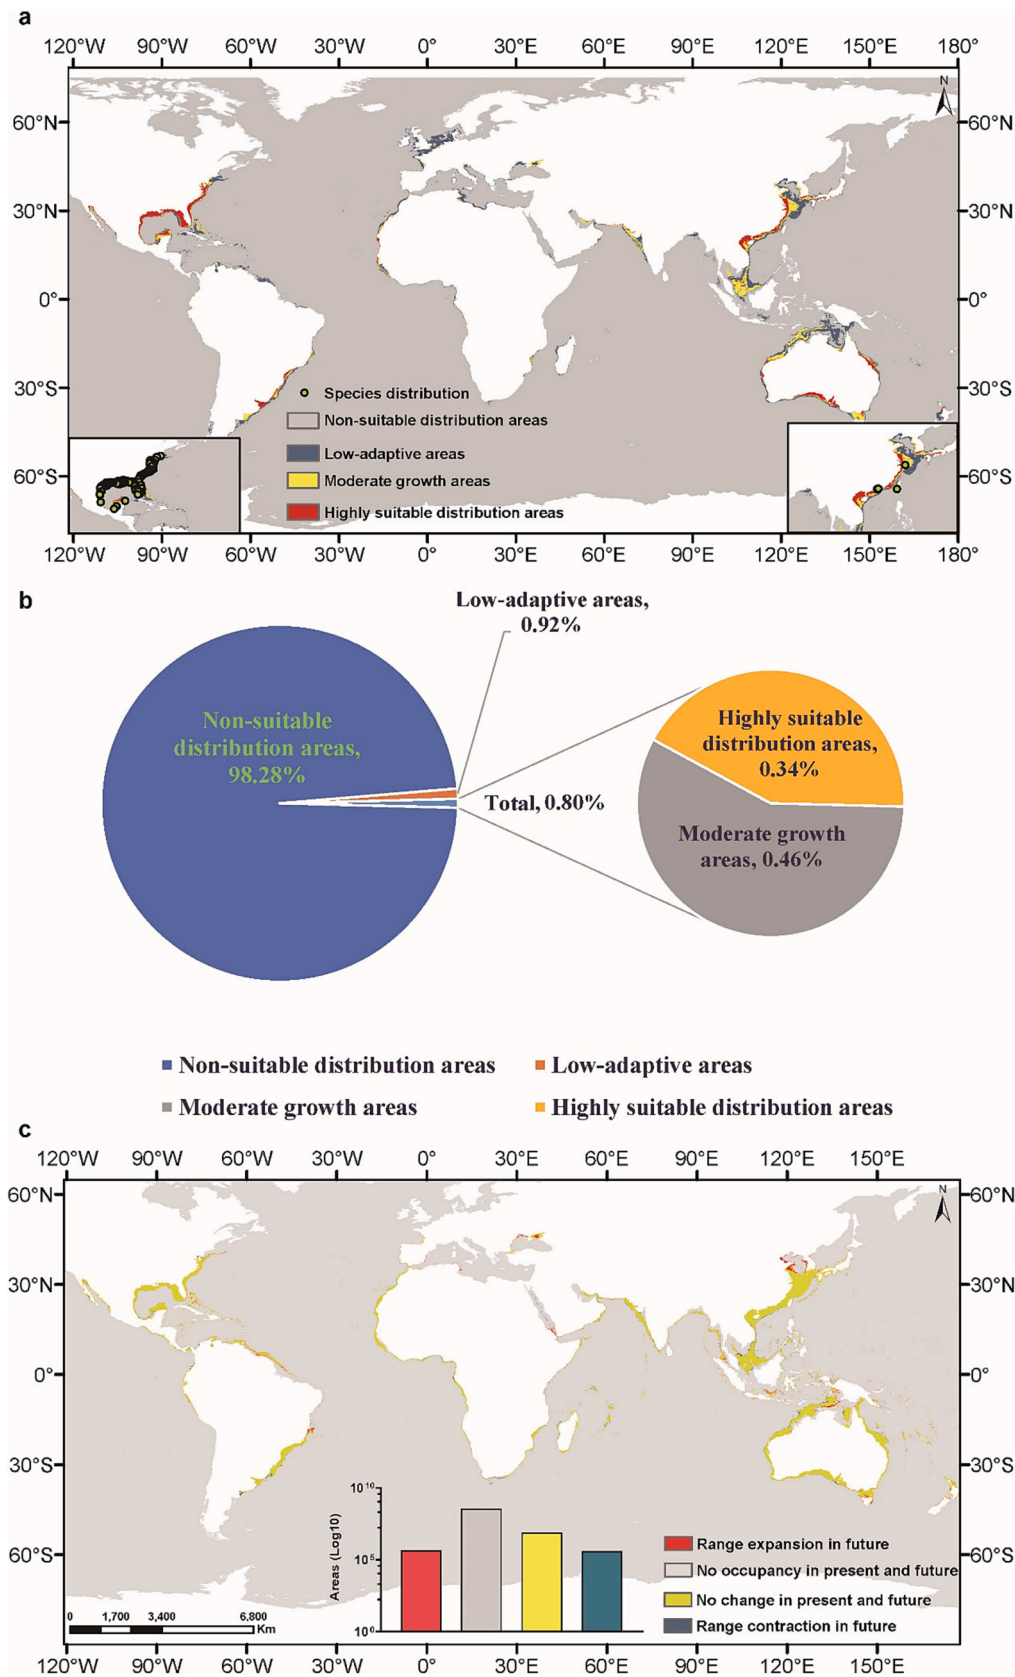 a
120°W 90°W 60°W 30°W 0° 30°E 60°E 90°E 120°E 150°E 180°
N
60°N 60°N
30°N 30°N
0° 0°
30°S 30°S
60°S 60°S
Species distribution
Non-suitable distribution areas
Low-adaptive areas
Moderate growth areas
Highly suitable distribution areas
120°W 90°W 60°W 30°W 0° 30°E 60°E 90°E 120°E 150°E 180°
b
Low-adaptive areas,
0.92%
Non-suitable
distribution areas,
98.28%
Total, 0.80%
Highly suitable
distribution areas,
0.34%
Moderate growth
areas, 0.46%
Non-suitable distribution areas Low-adaptive areas
Moderate growth areas Highly suitable distribution areas
c
120°W 90°W 60°W 30°W 0° 30°E 60°E 90°E 120°E 150°E
60°N 60°N
N
30°N 30°N
0° 0°
30°S 30°S
60°S 60°S
Areas (Log10)
10^10
10^5
10^0
Range expansion in future
No occupancy in present and future
No change in present and future
Range contraction in future
0 1,700 3,400 6,800
Km
120°W 90°W 60°W 30°W 0° 30°E 60°E 90°E 120°E 150°E